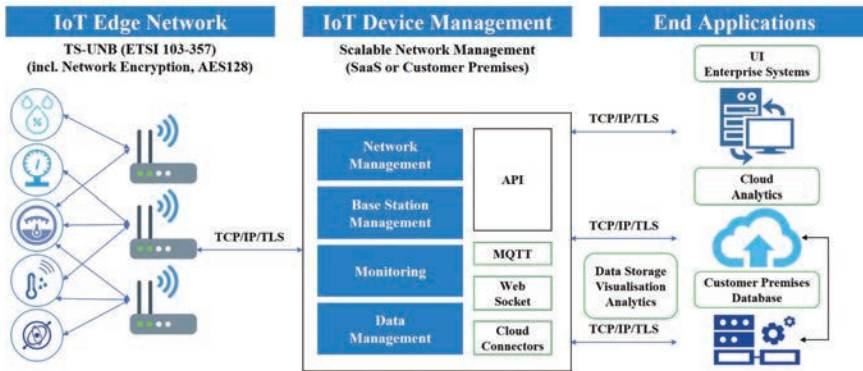 IoT Edge Network
TS-UNB (ETSI 103-357)
(incl. Network Encryption, AES128)
%
TCP/IP/TLS
IoT Device Management
Scalable Network Management
(SaaS or Customer Premises)
Network
Management
Base Station
Management
Monitoring
Data
Management
API
MQTT
Web
Socket
Cloud
Connectors
TCP/IP/TLS
TCP/IP/TLS
Data Storage
Visualisation
Analytics
TCP/IP/TLS
End Applications
UI
Enterprise Systems
Cloud
Analytics
Customer Premises
Database